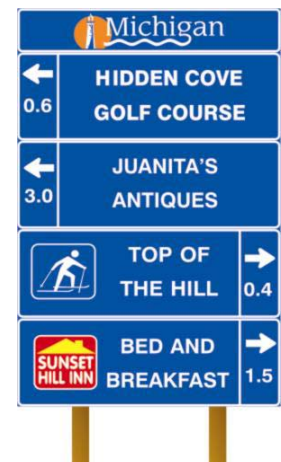 Michigan
0.6
HIDDEN COVE
GOLF COURSE
3.0
JUANITA'S
ANTIQUES
TOP OF
THE HILL
0.4
SUNSET
HILL INN
BED AND
BREAKFAST
1.5